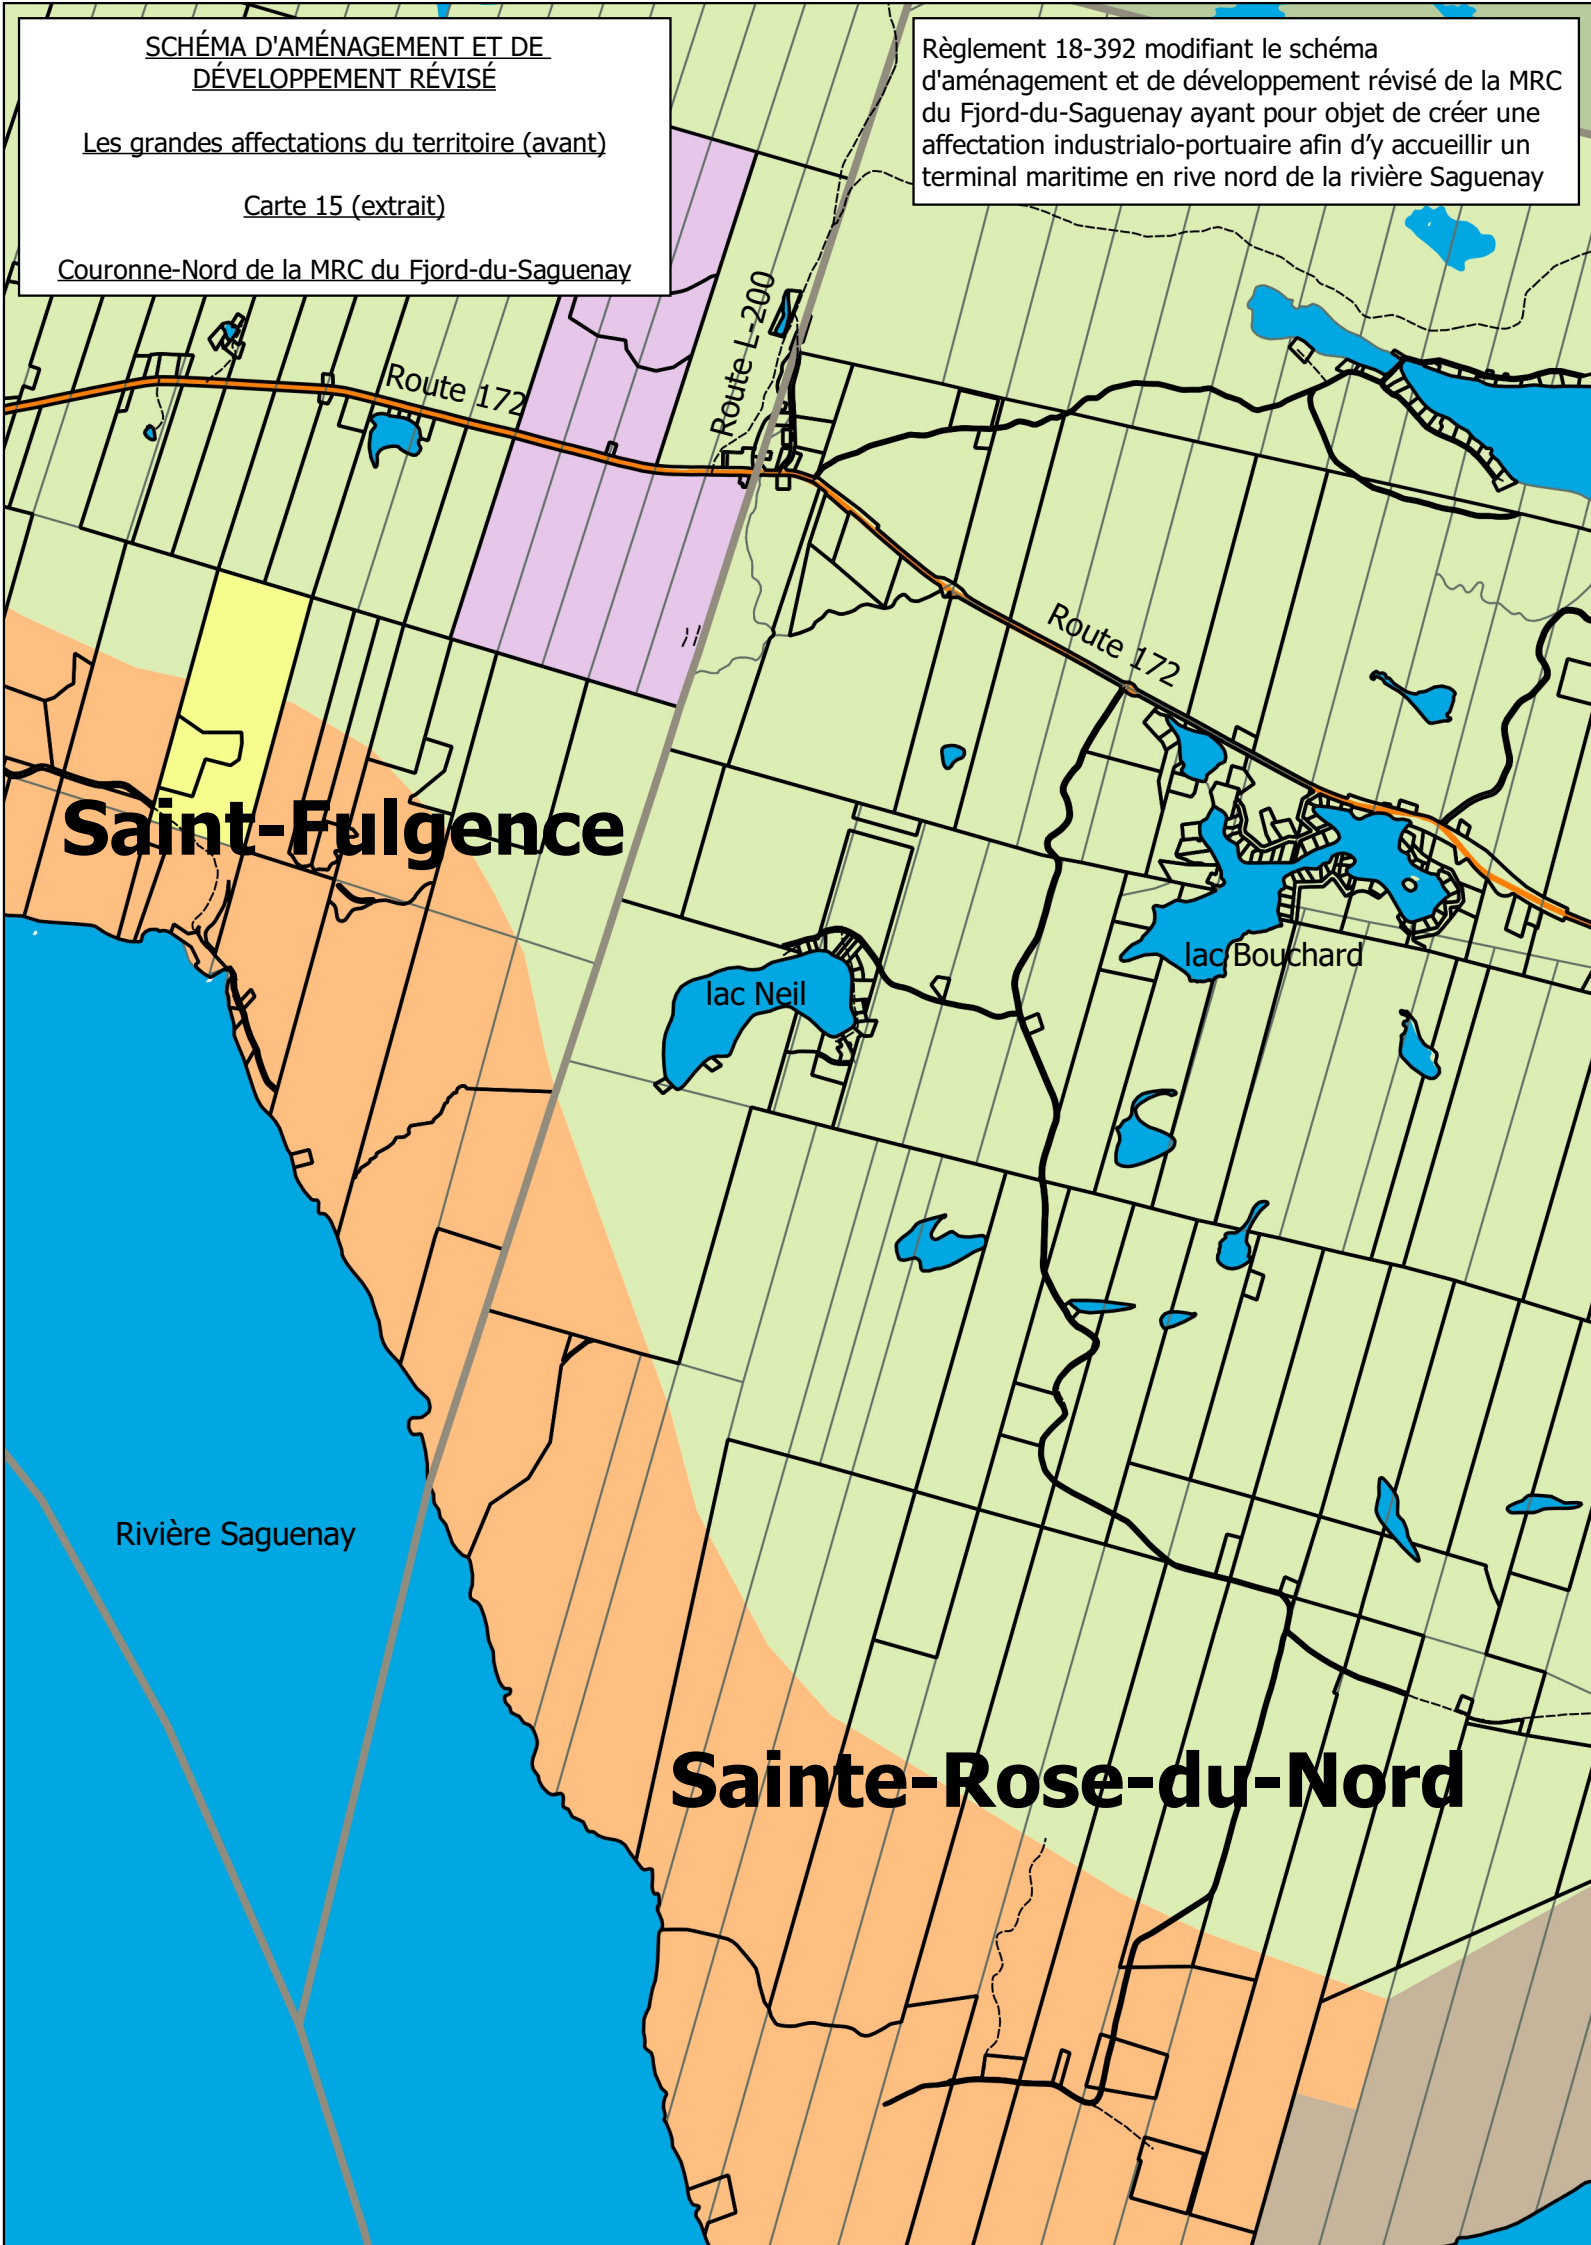 SCHÉMA D'AMÉNAGEMENT ET DE
DÉVELOPPEMENT RÉVISÉ
Les grandes affectations du territoire (avant)
Carte 15 (extrait)
Couronne-Nord de la MRC du Fjord-du-Saguenay
Règlement 18-392 modifiant le schéma
d'aménagement et de développement révisé de la MRC
du Fjord-du-Saguenay ayant pour objet de créer une
affectation industrialo-portuaire afin d'y accueillir un
terminal maritime en rive nord de la rivière Saguenay
Route L-200
Route 172
Route 172
Saint-Fulgence
lac Bouchard
lac Neil
Rivière Saguenay
Sainte-Rose-du-Nord